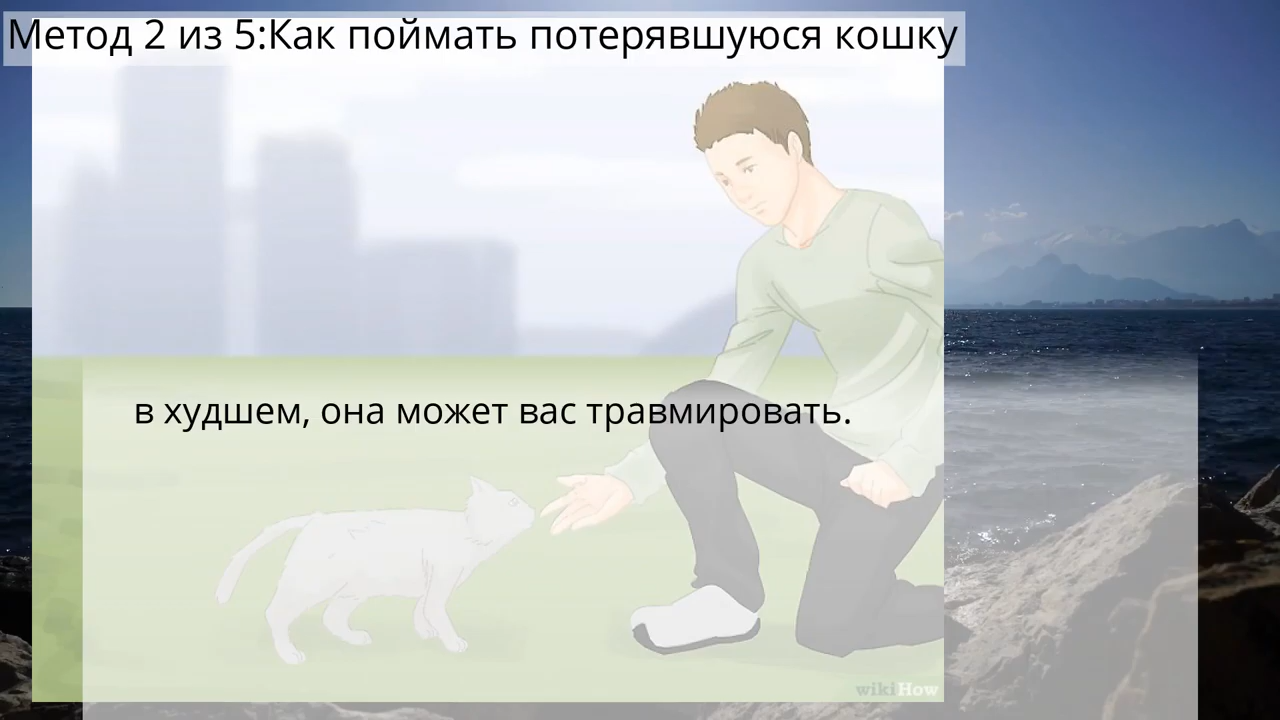 Метод 2 из 5:Как поймать потерявшуюся кошку
в худшем, она может вас травмировать.
wikiHow